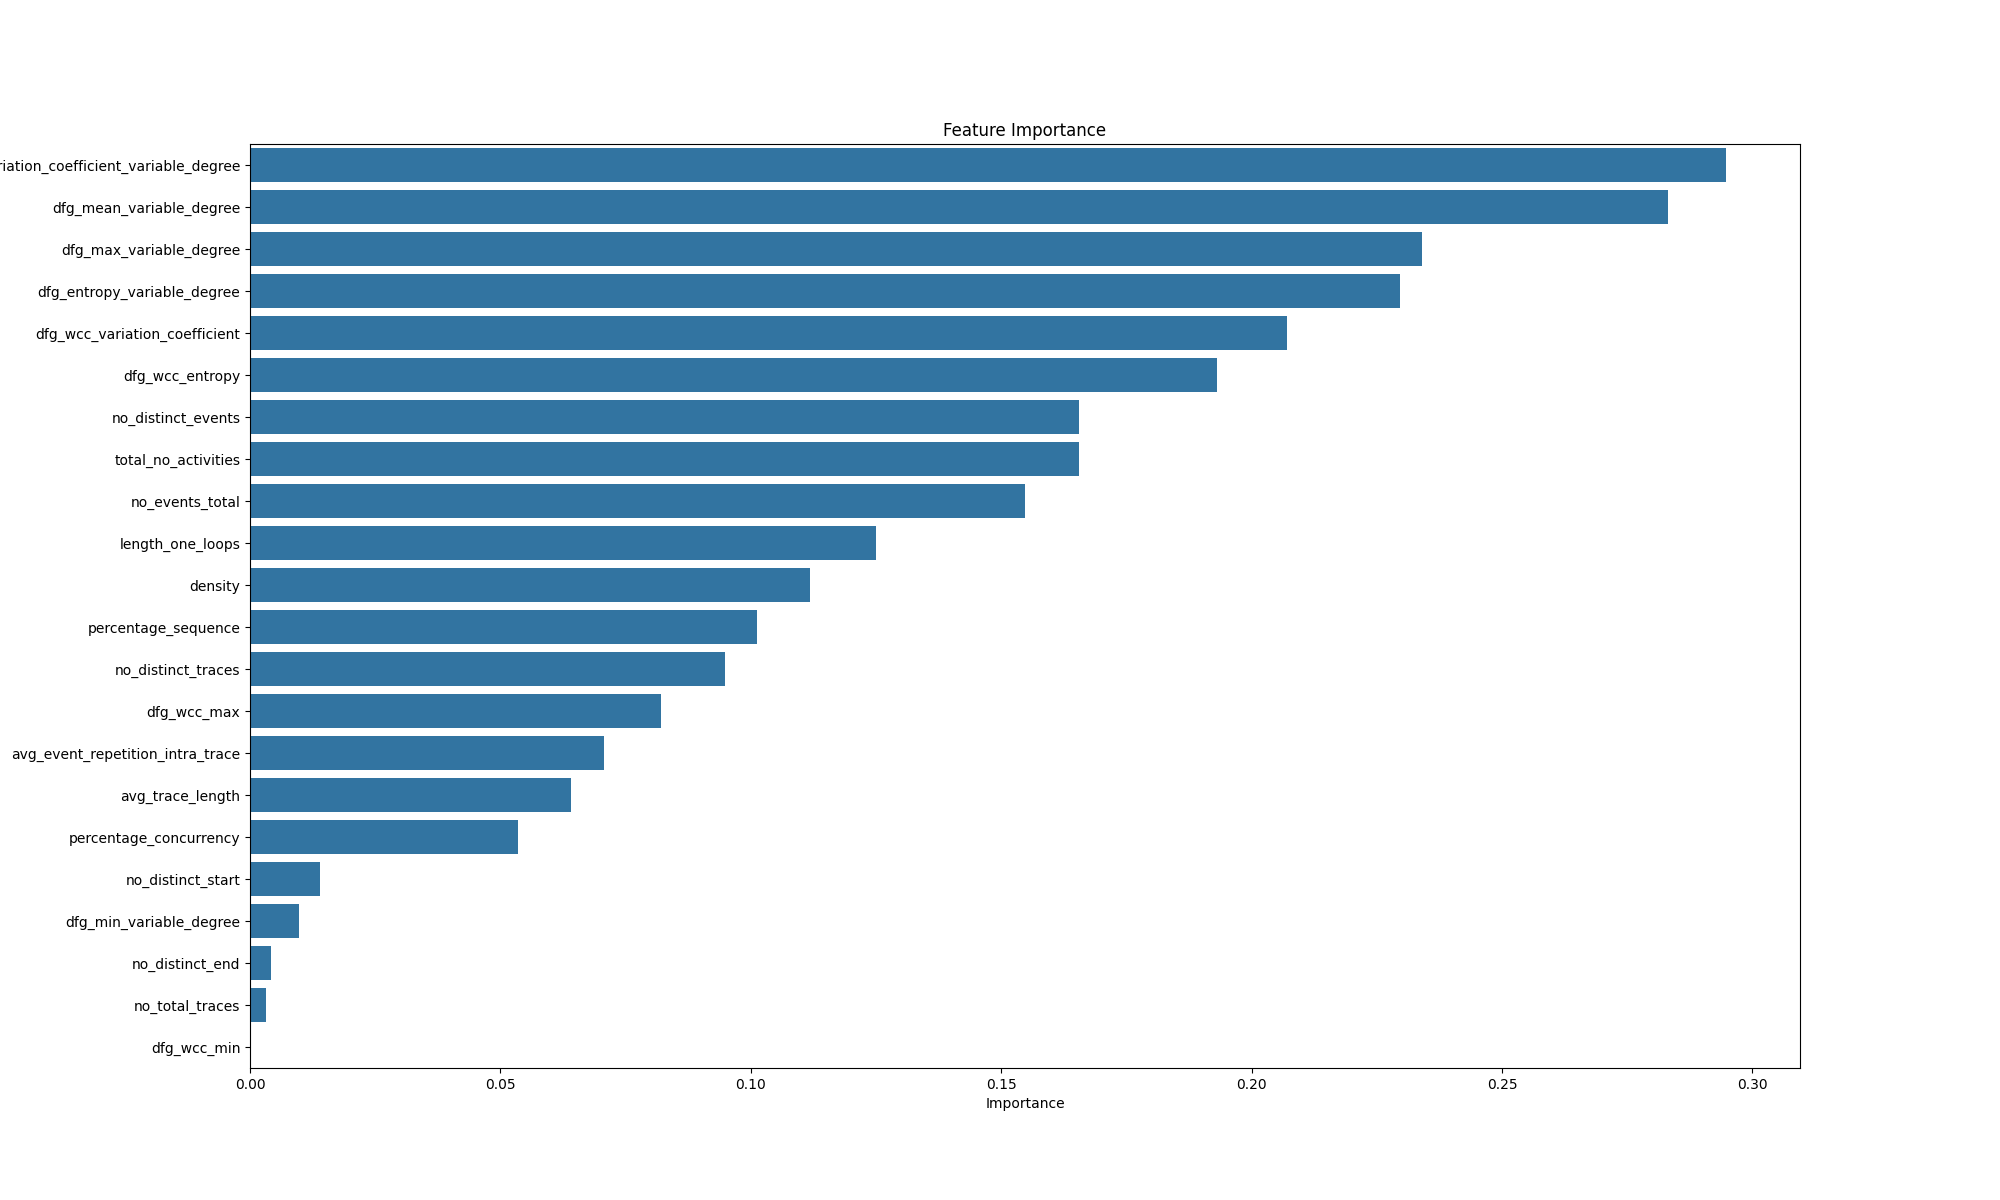 Feature Importance
riation_coefficient_variable_degree
dfg_mean_variable_degree
dfg_max_variable_degree
dfg_entropy_variable_degree
dfg_wcc_variation_coefficient
dfg_wcc_entropy
no_distinct_events
total_no_activities
no_events_total
length_one_loops
density
percentage_sequence
no_distinct_traces
dfg_wcc_max
avg_event_repetition_intra_trace
avg_trace_length
percentage_concurrency
no_distinct_start
dfg_min_variable_degree
no_distinct_end
no_total_traces
dfg_wcc_min
0.00 0.05 0.10 0.15 0.20 0.25 0.30
Importance